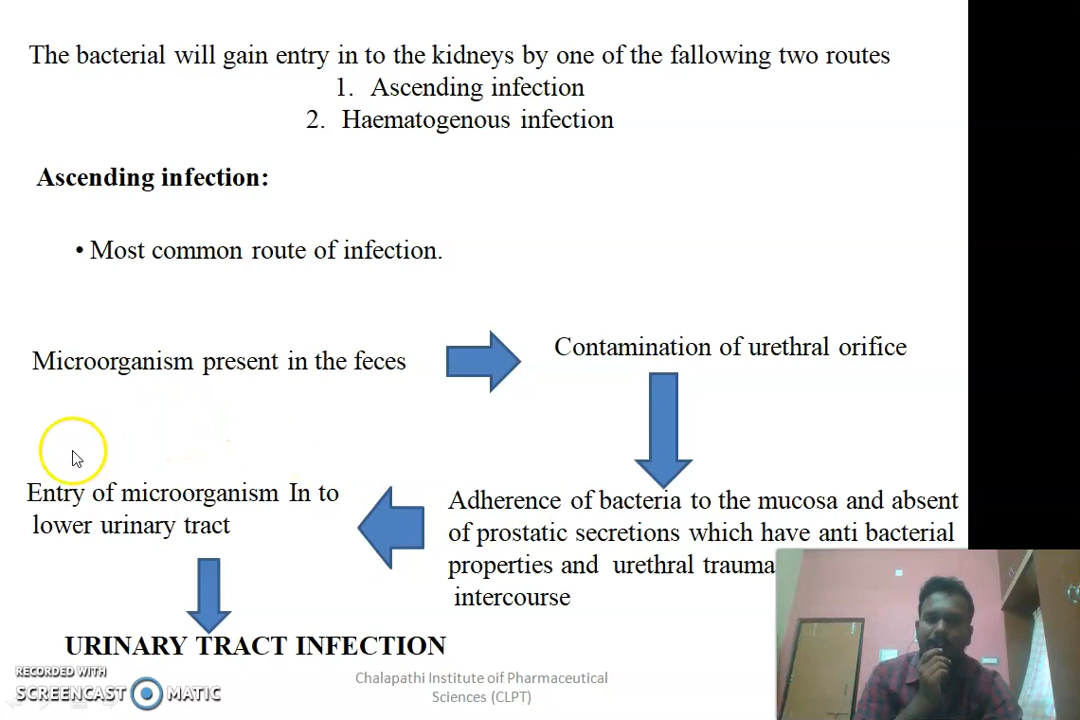 The bacterial will gain entry in to the kidneys by one of the fallowing two routes
1. Ascending infection
2. Haematogenous infection
Ascending infection:
• Most common route of infection.
Microorganism present in the feces
Contamination of urethral orifice
Adherence of bacteria to the mucosa and absent
of prostatic secretions which have anti bacterial
properties and urethral trauma
intercourse
Entry of microorganism In to
lower urinary tract
URINARY TRACT INFECTION
RECORDED WITH
SCREENCAST MATIC
Chalapathi Institute oif Pharmaceutical
Sciences (CLPT)